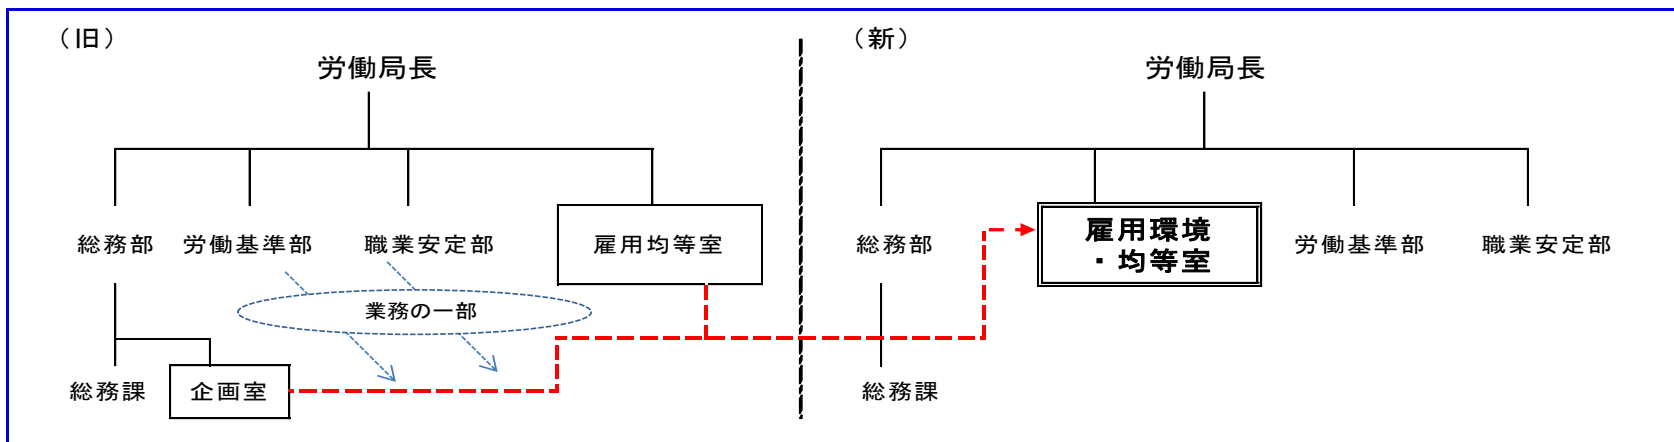 （旧）
労働局長
総務部
労働基準部
職業安定部
雇用均等室
業務の一部
総務課
企画室
（新）
労働局長
総務部
雇用環境
・均等室
労働基準部
職業安定部
総務課